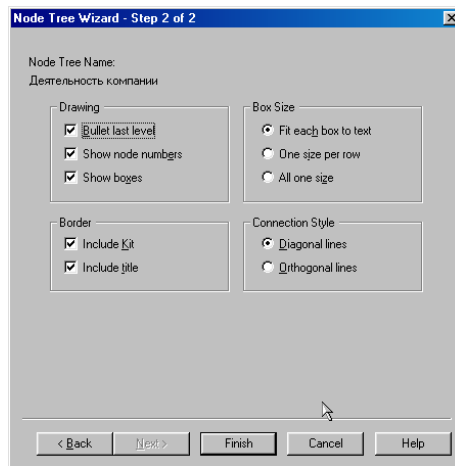 Node Tree Wizard - Step 2 of 2
Node Tree Name:
Деятельность компании
Drawing
Bullet last level
Show node numbers
Show boxes
Box Size
Fit each box to text
One size per row
All one size
Border
Include Kit
Include title
Connection Style
Diagonal lines
Orthogonal lines
< Back
Next >
Finish
Cancel
Help